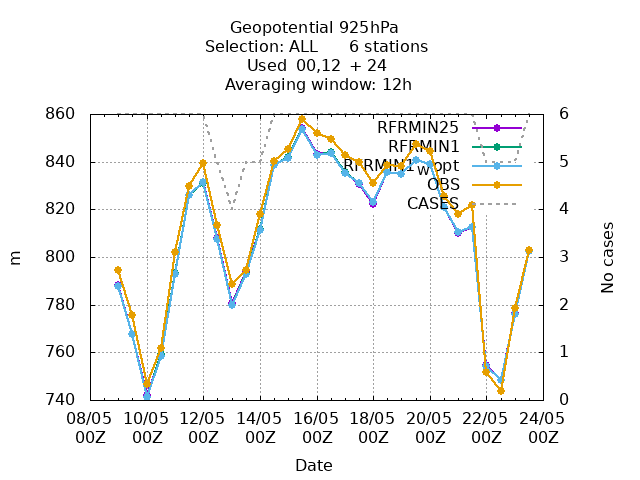 Geopotential 925hPa
Selection: ALL 6 stations
Used 00,12 + 24
Averaging window: 12h
860
840
820
800
780
760
740
6
5
4
3
2
1
0
RFRMIN25
RFRMIN1
RFRMIN1wopt
OBS
CASES
m
No cases
08/05 10/05 12/05 14/05 16/05 18/05 20/05 22/05 24/05
00Z 00Z 00Z 00Z 00Z 00Z 00Z 00Z 00Z
Date